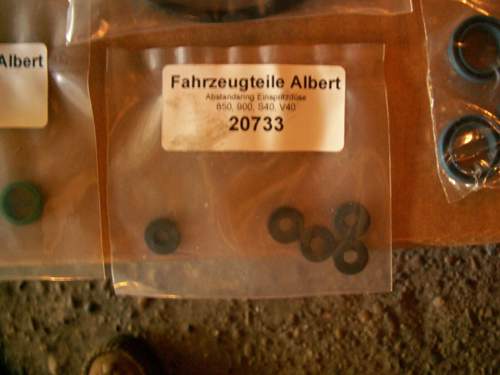 Albert
Fahrzeugteile Albert
Abstandsring Einspritzdüse
850, 900, S40, V40
20733